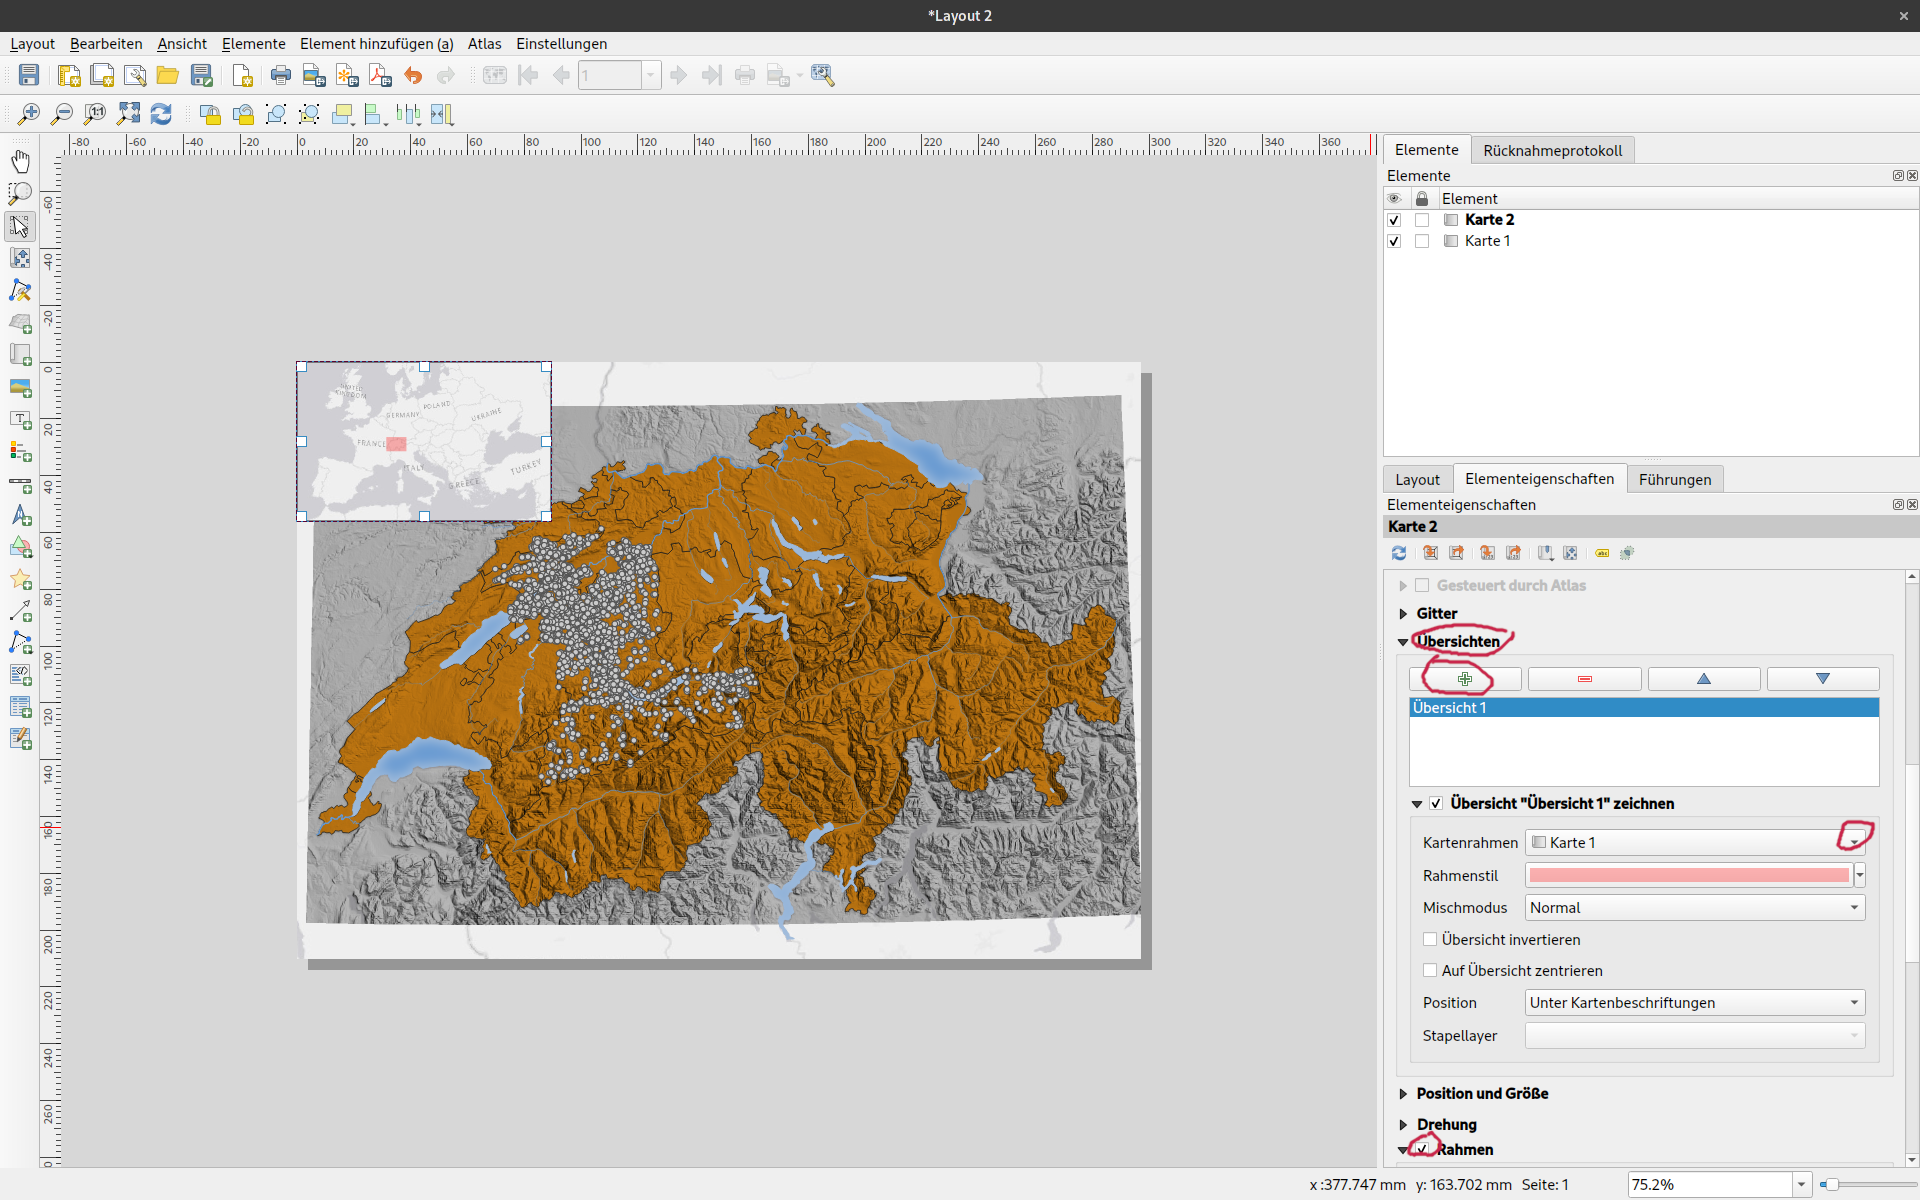 *Layout 2
Layout Bearbeiten Ansicht Elemente Element hinzufügen (a) Atlas Einstellungen
1
1:1
-80 -60 -40 -20 0 20 40 60 80 100 120 140 160 180 200 220 240 260 280 300 320 340 360
-60
-40
-20
0
20
40
60
80
100
120
140
160
180
200
220
240
260
UNITED KINGDOM
POLAND
GERMANY
UKRAINE
FRANCE
ITALY
TURKEY
GREECE
Elemente Rücknahmeprotokoll
Elemente
Element
Karte 2
Karte 1
Layout Elementeigenschaften Führungen
Elementeigenschaften
Karte 2
abc
Gesteuert durch Atlas
Gitter
Übersichten
Übersicht 1
Übersicht "Übersicht 1" zeichnen
Kartenrahmen Karte 1
Rahmenstil
Mischmodus Normal
Übersicht invertieren
Auf Übersicht zentrieren
Position Unter Kartenbeschriftungen
Stapellayer
Position und Größe
Drehung
Rahmen
x :377.747 mm y: 163.702 mm Seite: 1 75.2%